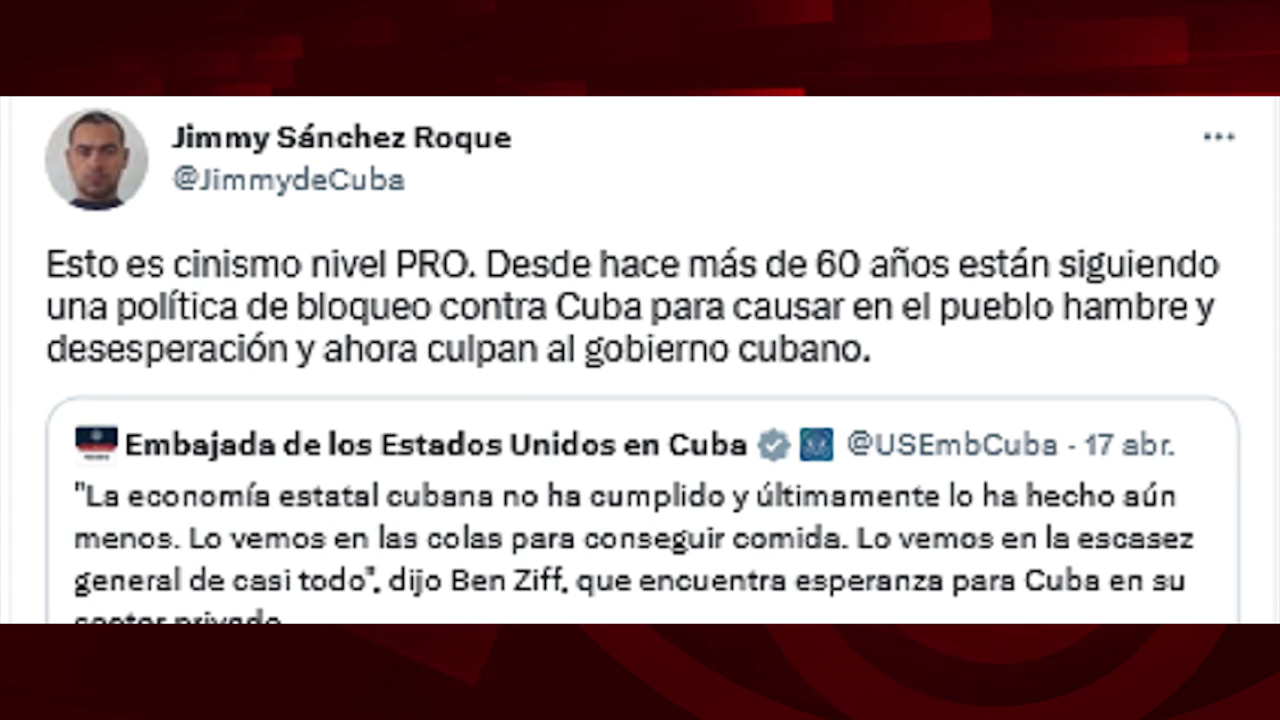 Jimmy Sánchez Roque
@JimmydeCuba
Esto es cinismo nivel PRO. Desde hace más de 60 años están siguiendo
una política de bloqueo contra Cuba para causar en el pueblo hambre y
desesperación y ahora culpan al gobierno cubano.
Embajada de los Estados Unidos en Cuba @USEmbCuba · 17 abr.
"La economía estatal cubana no ha cumplido y últimamente lo ha hecho aún
menos. Lo vemos en las colas para conseguir comida. Lo vemos en la escasez
general de casi todo", dijo Ben Ziff, que encuentra esperanza para Cuba en su
sector privado